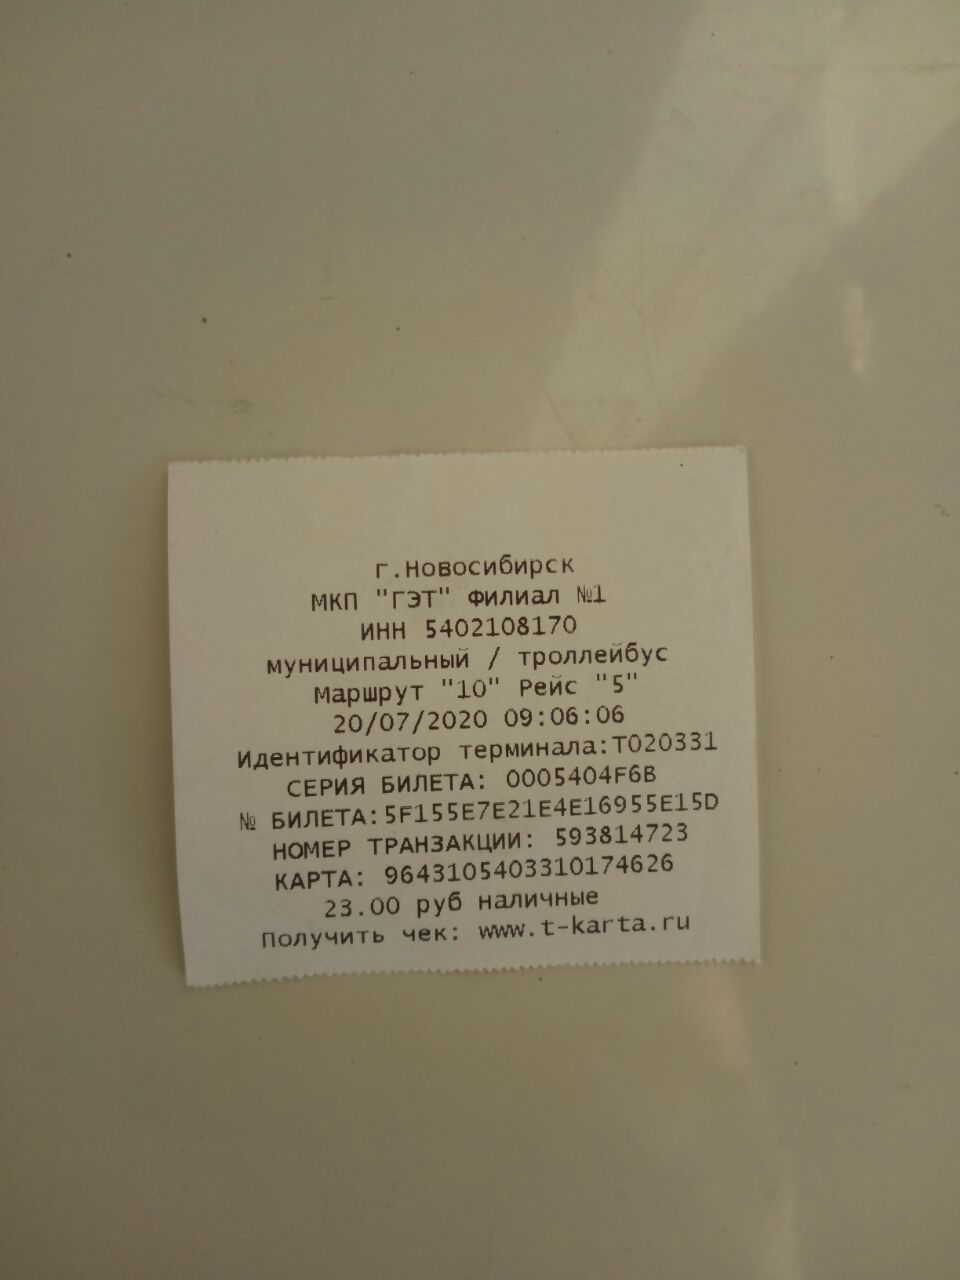 г.Новосибирск
МКП "ГЭТ" Филиал №1
ИНН 5402108170
муниципальный / троллейбус
Маршрут "10" Рейс "5"
20/07/2020 09:06:06
Идентификатор терминала:Т020331
СЕРИЯ БИЛЕТА: 0005404F6B
№ БИЛЕТА:5F155E7E21E4E16955E15D
НОМЕР ТРАНЗАКЦИИ: 593814723
КАРТА: 9643105403310174626
23.00 руб наличные
Получить чек: www.t-karta.ru